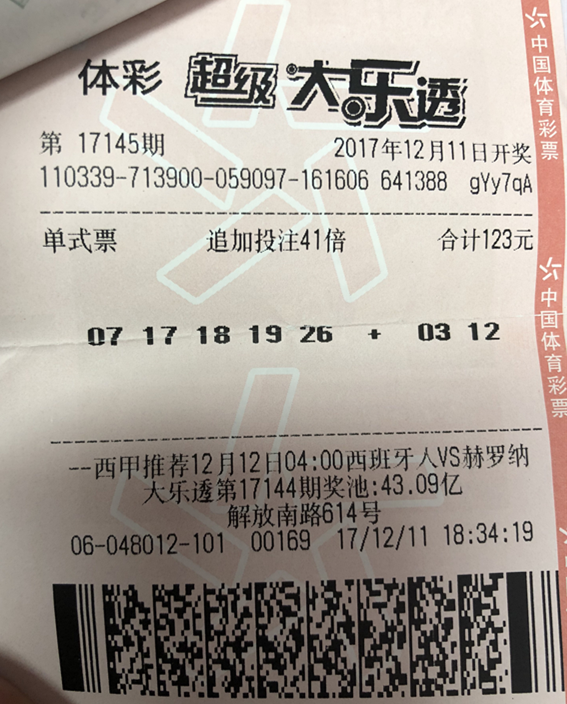 体彩 超级大乐透
第 17145期 2017年12月11日开奖
110339-713900-059097-161606 641388 gYy7qA
单式票 追加投注41倍 合计123元
07 17 18 19 26 + 03 12
--西甲推荐12月12日04:00西班牙人VS赫罗纳
大乐透第17144期奖池:43.09亿
解放南路614号
06-048012-101 00169 17/12/11 18:34:19
中国体育彩票
中国体育彩票